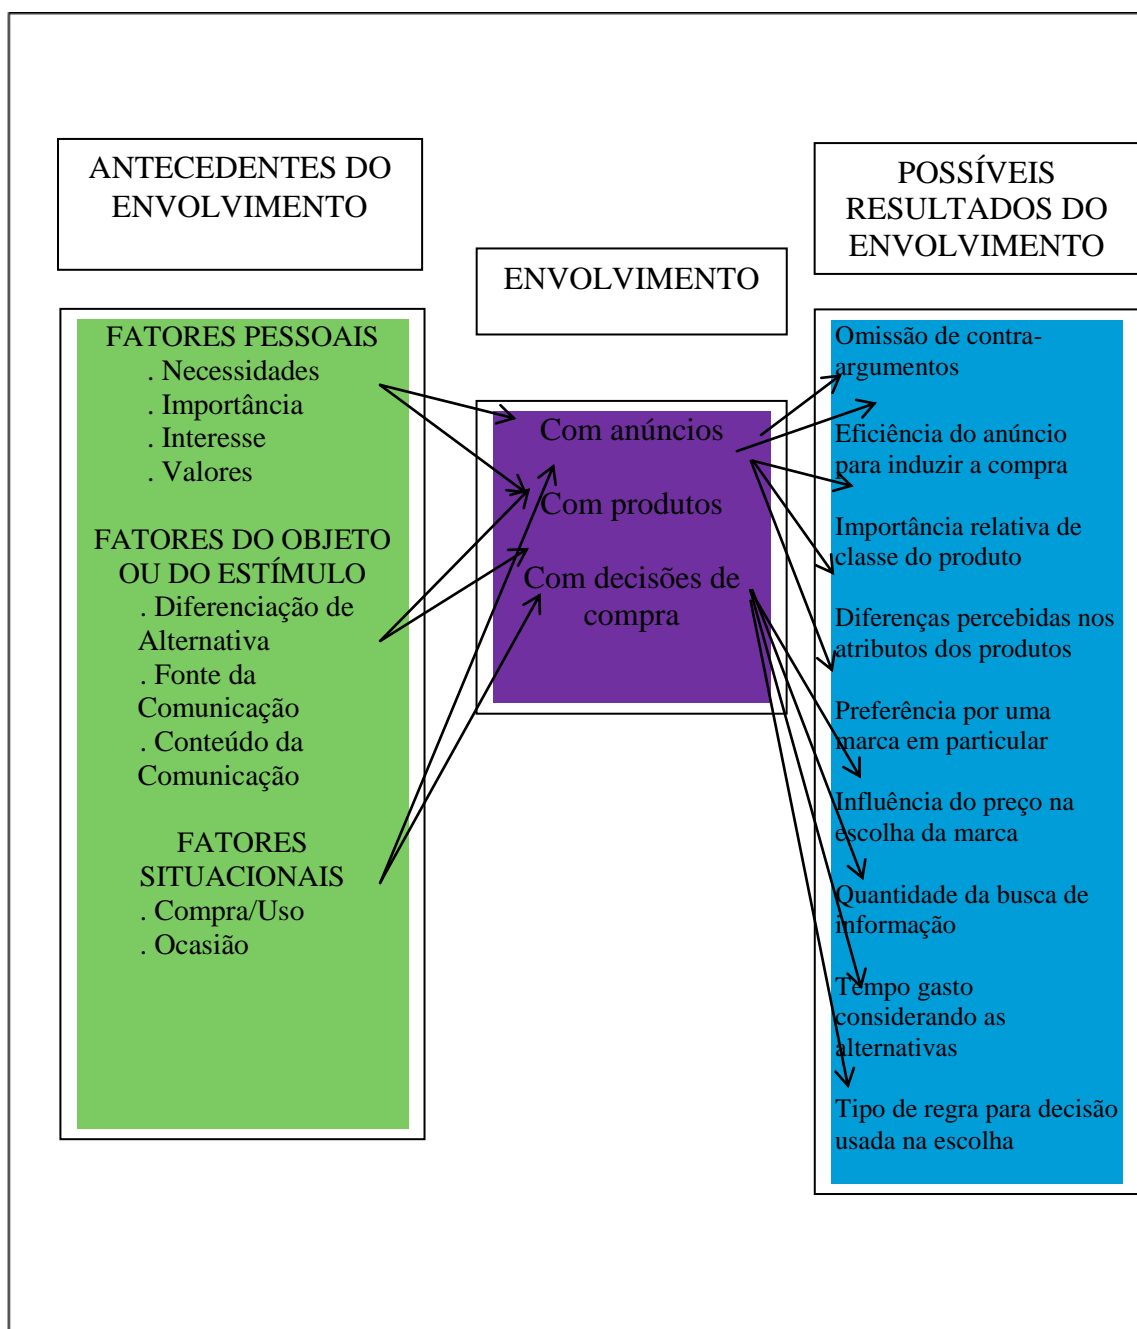 ANTECEDENTES DO
ENVOLVIMENTO
FATORES PESSOAIS
. Necessidades
. Importância
. Interesse
. Valores
FATORES DO OBJETO
OU DO ESTÍMULO
. Diferenciação de
Alternativa
. Fonte da
Comunicação
. Conteúdo da
Comunicação
FATORES
SITUACIONAIS
. Compra/Uso
. Ocasião
ENVOLVIMENTO
Com anúncios
Com produtos
Com decisões de
compra
POSSÍVEIS
RESULTADOS DO
ENVOLVIMENTO
Omissão de contra-
argumentos
Eficiência do anúncio
para induzir a compra
Importância relativa de
classe do produto
Diferenças percebidas nos
atributos dos produtos
Preferência por uma
marca em particular
Influência do preço na
escolha da marca
Quantidade da busca de
informação
Tempo gasto
considerando as
alternativas
Tipo de regra para decisão
usada na escolha